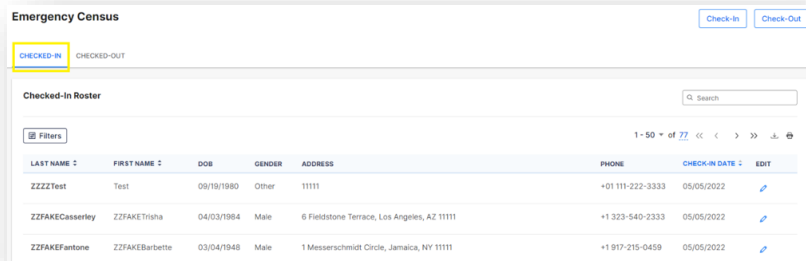 Emergency Census
Check-In Check-Out
CHECKED-IN CHECKED-OUT
Checked-In Roster
Search
Filters
1 - 50 of 77
LAST NAME FIRST NAME DOB GENDER ADDRESS PHONE CHECK-IN DATE EDIT
ZZZZTest Test 09/19/1980 Other 11111 +01 111-222-3333 05/05/2022
ZZFAKECasserley ZZFAKETrisha 04/03/1984 Male 6 Fieldstone Terrace, Los Angeles, AZ 11111 +1 323-540-2333 05/05/2022
ZZFAKEFantone ZZFAKEBarbette 03/04/1948 Male 1 Messerschmidt Circle, Jamaica, NY 11111 +1 917-215-0459 05/05/2022